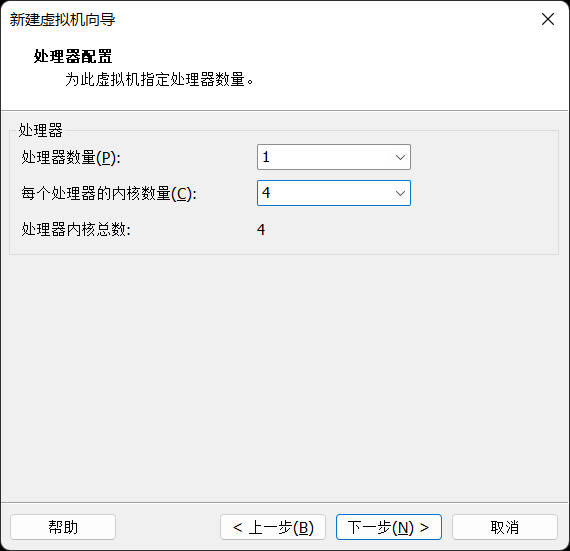 新建虚拟机向导
处理器配置
为此虚拟机指定处理器数量。
处理器
处理器数量(P): 1
每个处理器的内核数量(C): 4
处理器内核总数: 4
帮助 < 上一步(B) 下一步(N) > 取消